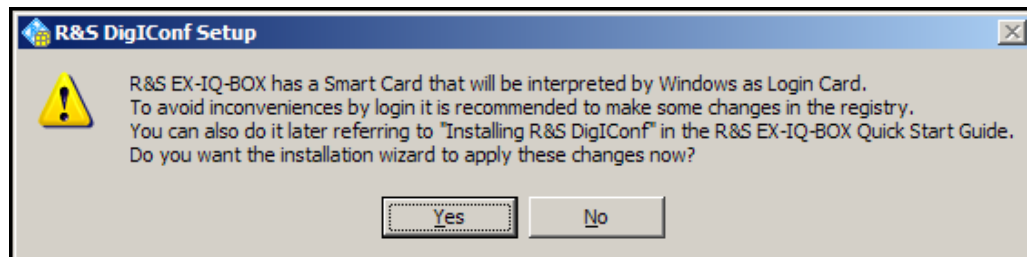 R&S DigIConf Setup
R&S EX-IQ-BOX has a Smart Card that will be interpreted by Windows as Login Card.
To avoid inconveniences by login it is recommended to make some changes in the registry.
You can also do it later referring to "Installing R&S DigIConf" in the R&S EX-IQ-BOX Quick Start Guide.
Do you want the installation wizard to apply these changes now?
Yes
No